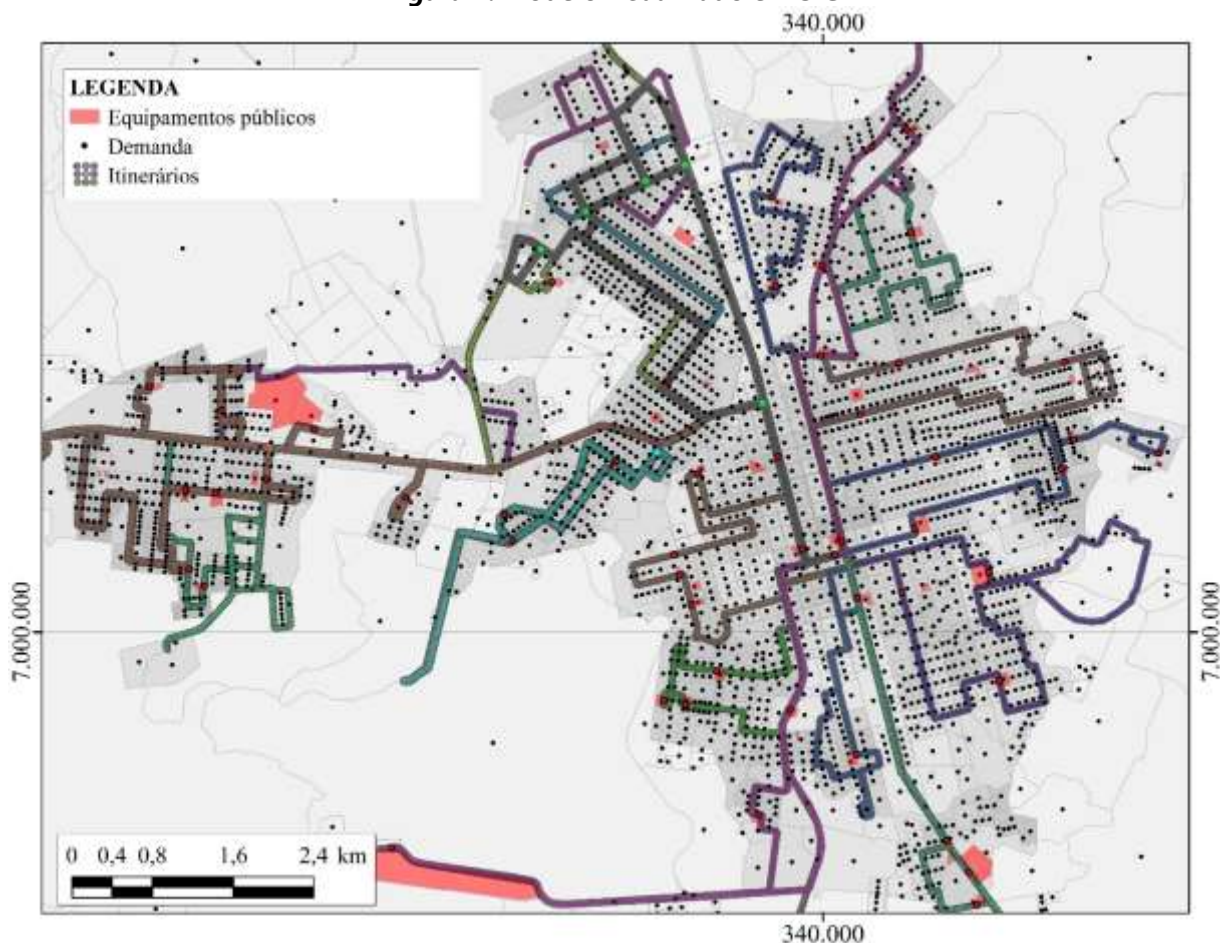 340.000
LEGENDA
Equipamentos públicos
Demanda
Itinerários
7.000.000
7.000.000
0 0,4 0,8 1,6 2,4 km
340.000